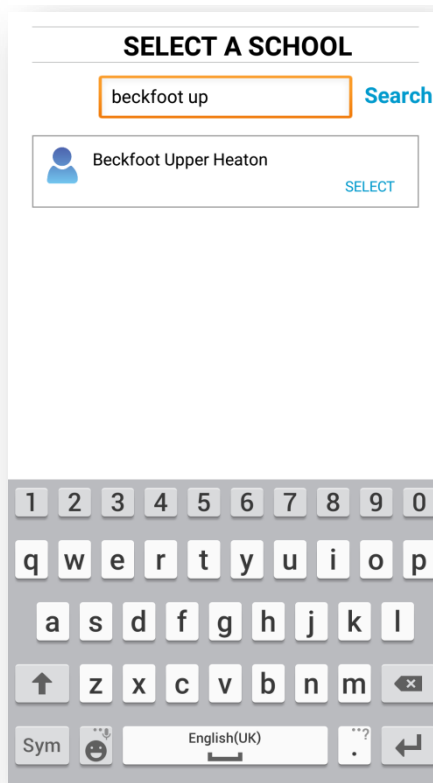 SELECT A SCHOOL
beckfoot up Search
Beckfoot Upper Heaton
SELECT
1 2 3 4 5 6 7 8 9 0
q w e r t y u i o p
a s d f g h j k l
z x c v b n m
Sym English(UK) . ?